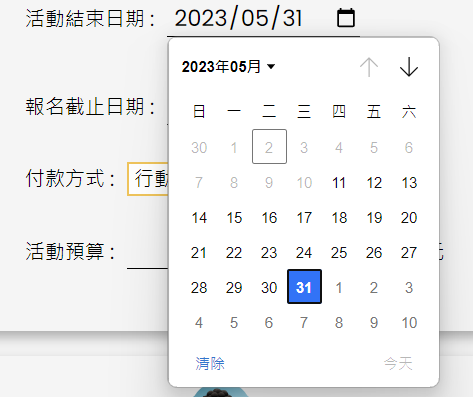 活動結束日期： 2023/05/31
2023年05月
報名截止日期：
日 一 二 三 四 五 六
30 1 2 3 4 5 6
付款方式： 行動
7 8 9 10 11 12 13
14 15 16 17 18 19 20
活動預算： 元
21 22 23 24 25 26 27
28 29 30 31 1 2 3
4 5 6 7 8 9 10
清除 今天